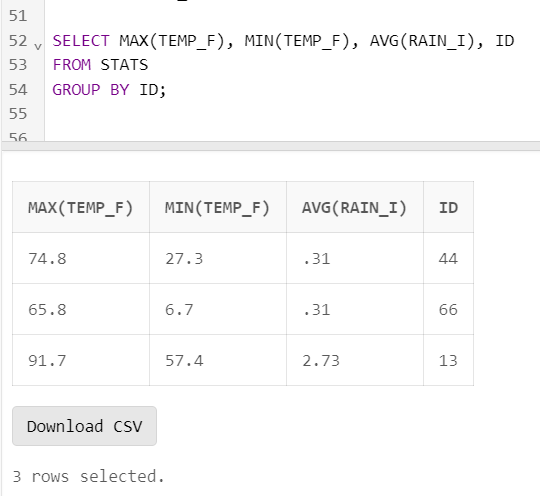 51
52 SELECT MAX(TEMP_F), MIN(TEMP_F), AVG(RAIN_I), ID
53 FROM STATS
54 GROUP BY ID;
55
56
MAX(TEMP_F) MIN(TEMP_F) AVG(RAIN_I) ID
74.8 27.3 .31 44
65.8 6.7 .31 66
91.7 57.4 2.73 13
Download CSV
3 rows selected.